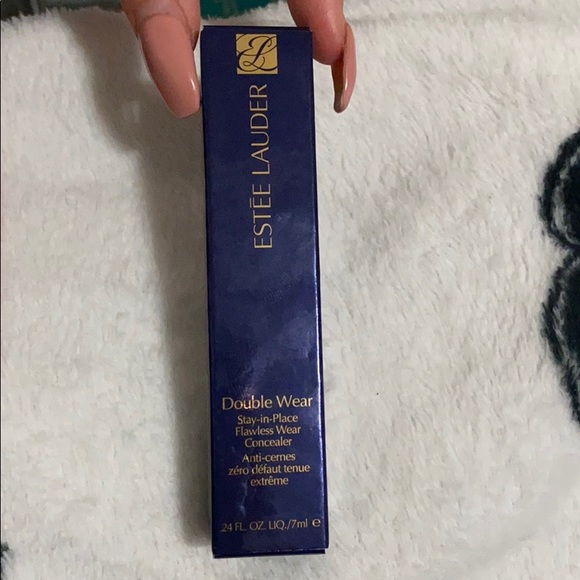 EL
ESTĒE LAUDER
Double Wear
Stay-in-Place
Flawless Wear
Concealer
Anti-cernes
zéro défaut tenue
extrême
.24 FL. OZ. LIQ./7ml ℮